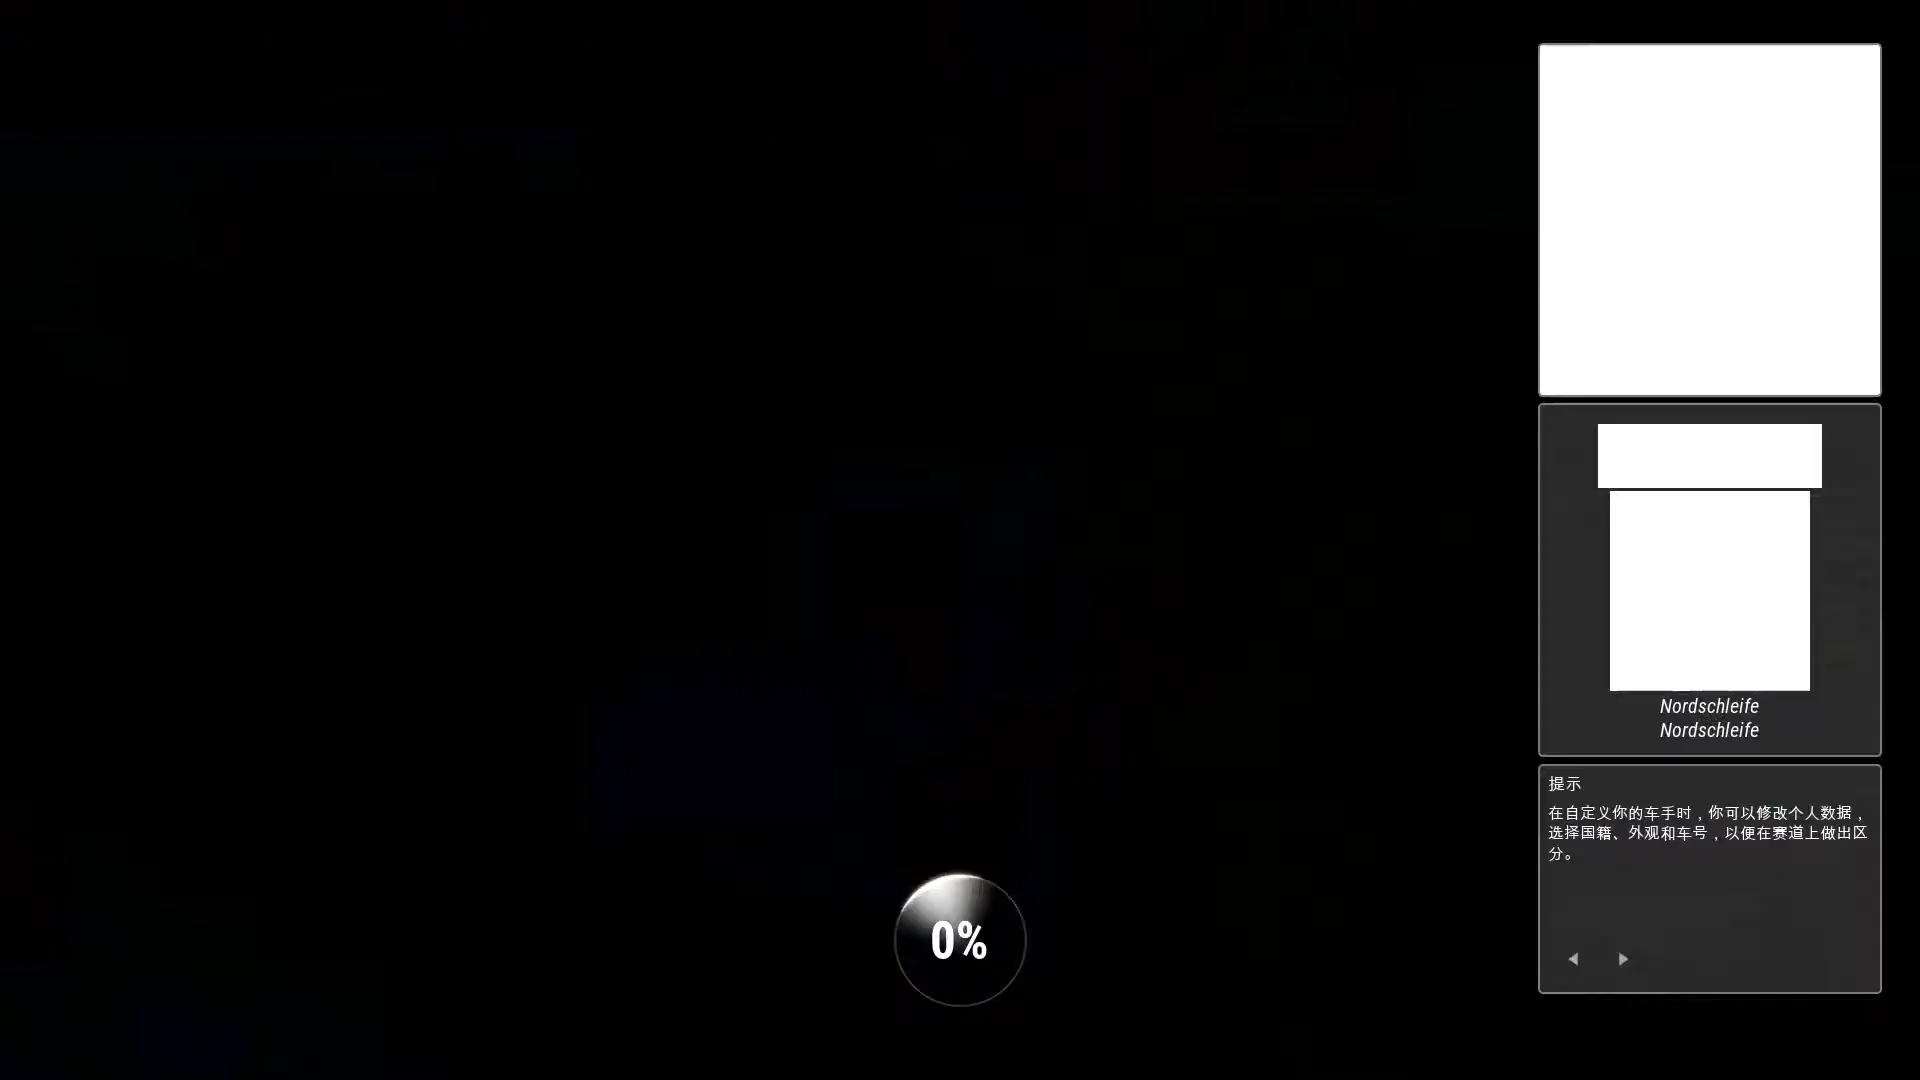 Nordschleife
Nordschleife
提示
在自定义你的车手时，你可以修改个人数据，
选择国籍、外观和车号，以便在赛道上做出区
分。
0%